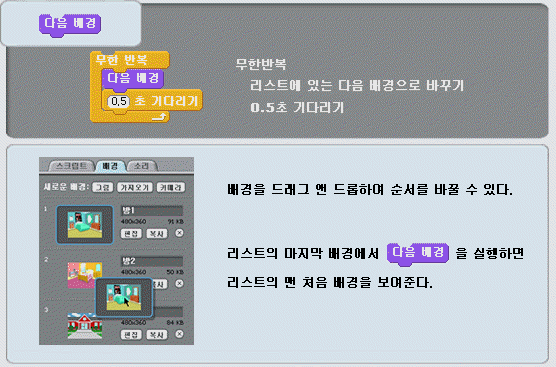 다음 배경
무한 반복
다음 배경
0.5 초 기다리기
무한반복
리스트에 있는 다음 배경으로 바꾸기
0.5초 기다리기
스크립트 배경 소리
새로운 배경: 그림 가져오기 카메라
1
방1
480x360 91 KB
편집 복사
2
방2
480x360 50 KB
복사
3
480x360 84 KB
편집 복사
배경을 드래그 앤 드롭하여 순서를 바꿀 수 있다.
리스트의 마지막 배경에서 다음 배경 을 실행하면
리스트의 맨 처음 배경을 보여준다.